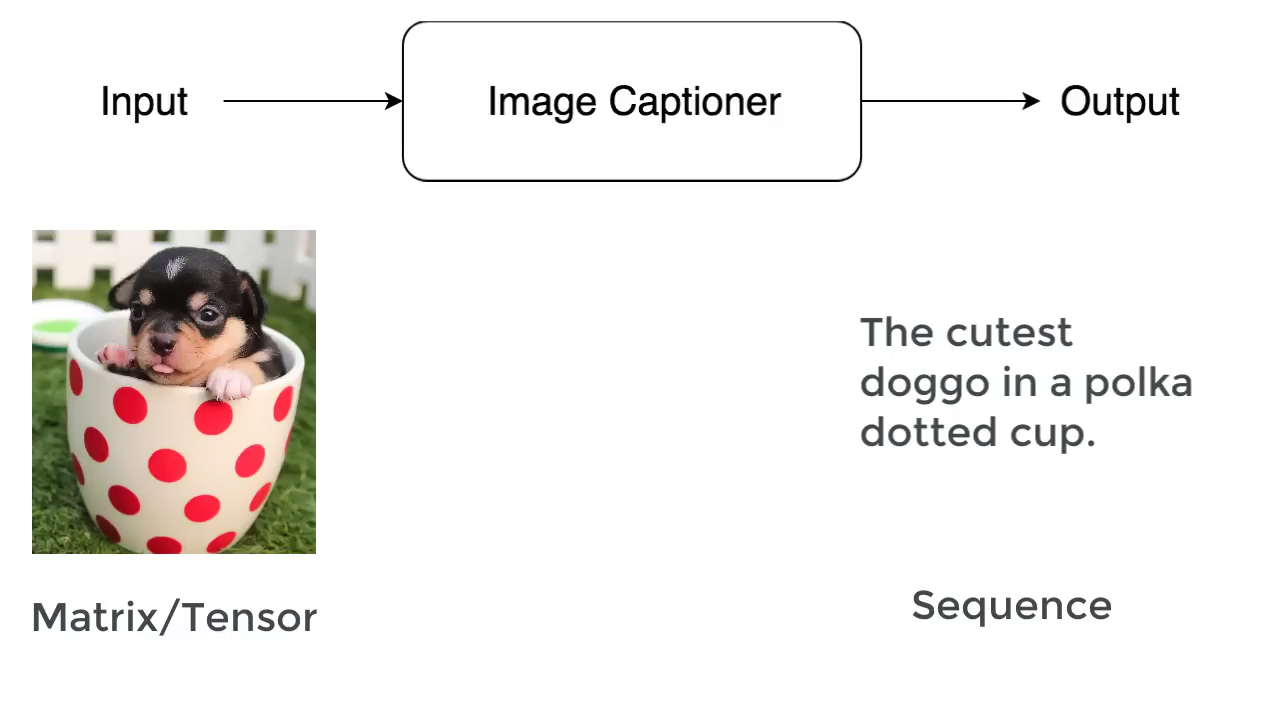 Input
Image Captioner
Output
The cutest
doggo in a polka
dotted cup.
Matrix/Tensor
Sequence